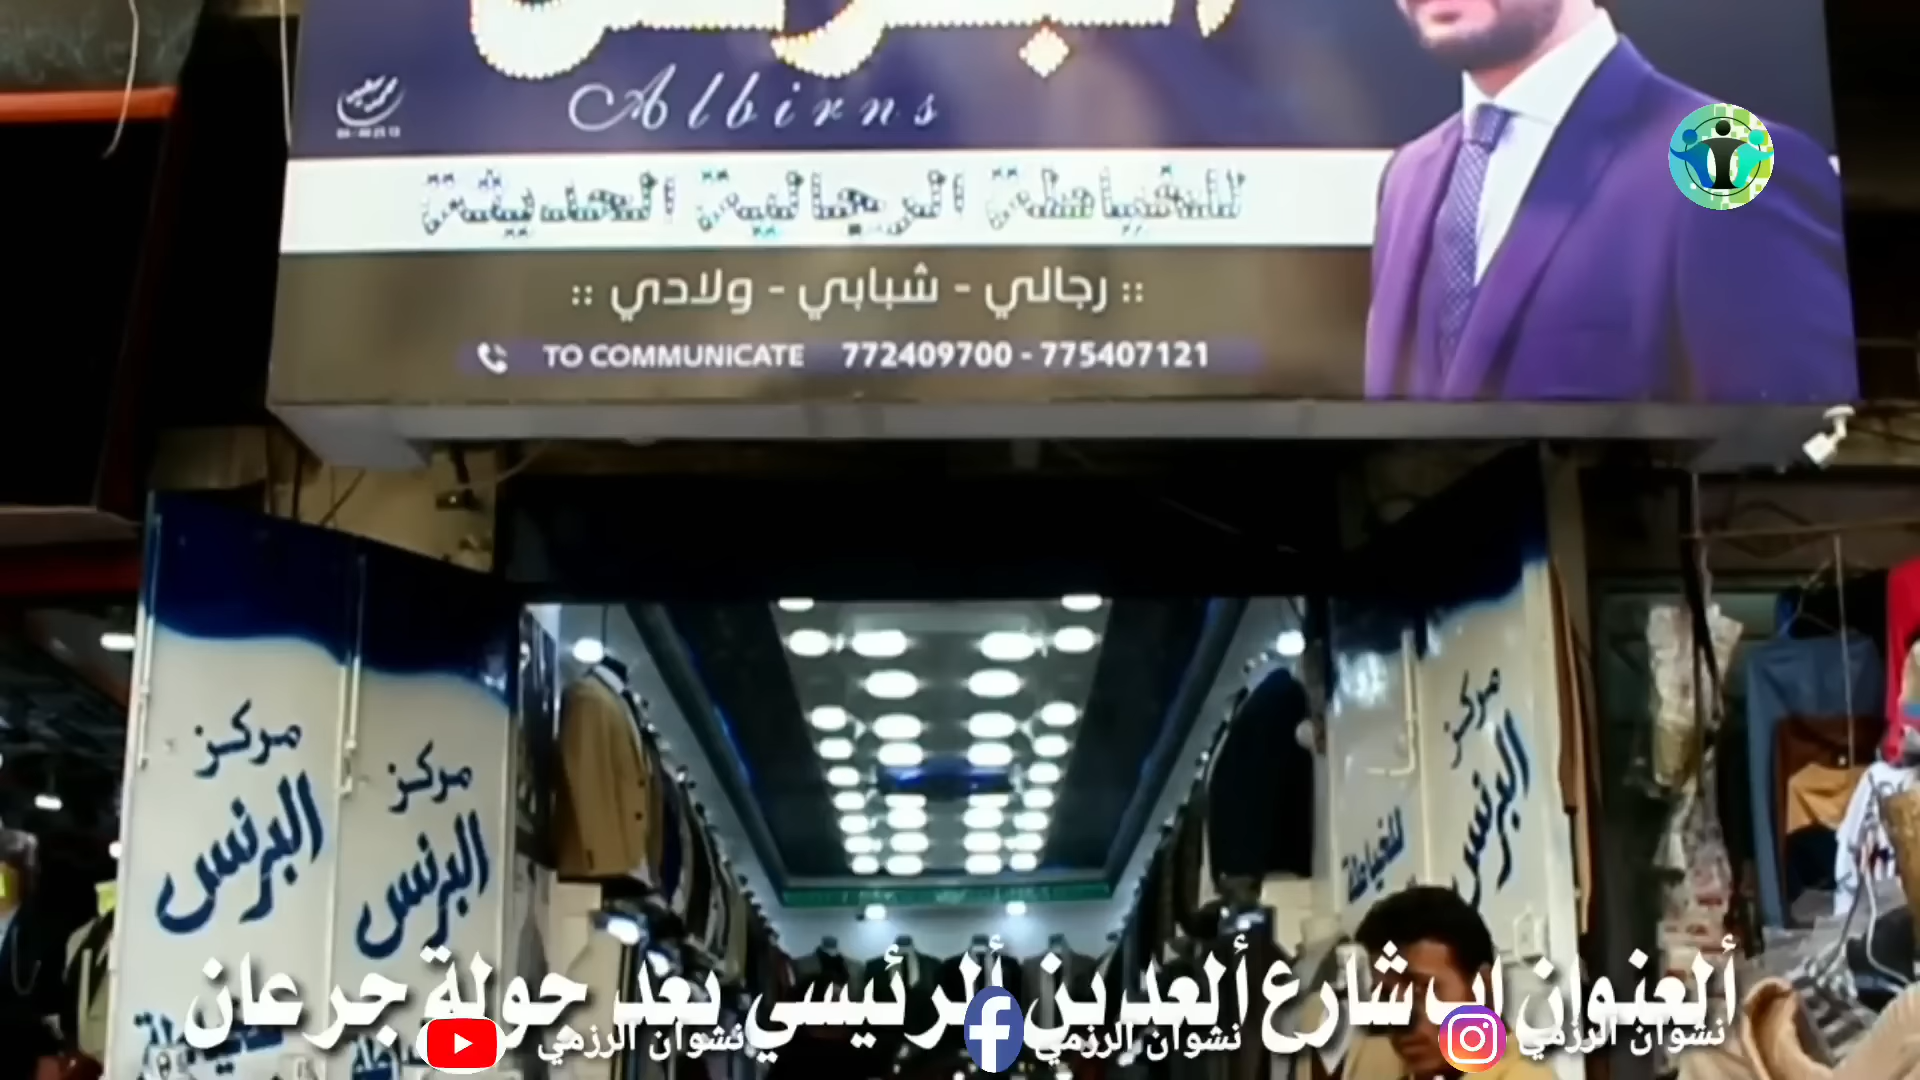 Albirns
للخياطة الرجالية الحديثة
:: رجالي - شبابي - ولادي ::
TO COMMUNICATE 772409700 - 775407121
مركز
البرنس
مركز
البرنس
مركز
البرنس
للخياطة
ألعنوان اب شارع ألعدين ألرئيسي بعد جولة جرعان
نشوان الرزمي
نشوان الرزمي
نشوان الرزمي